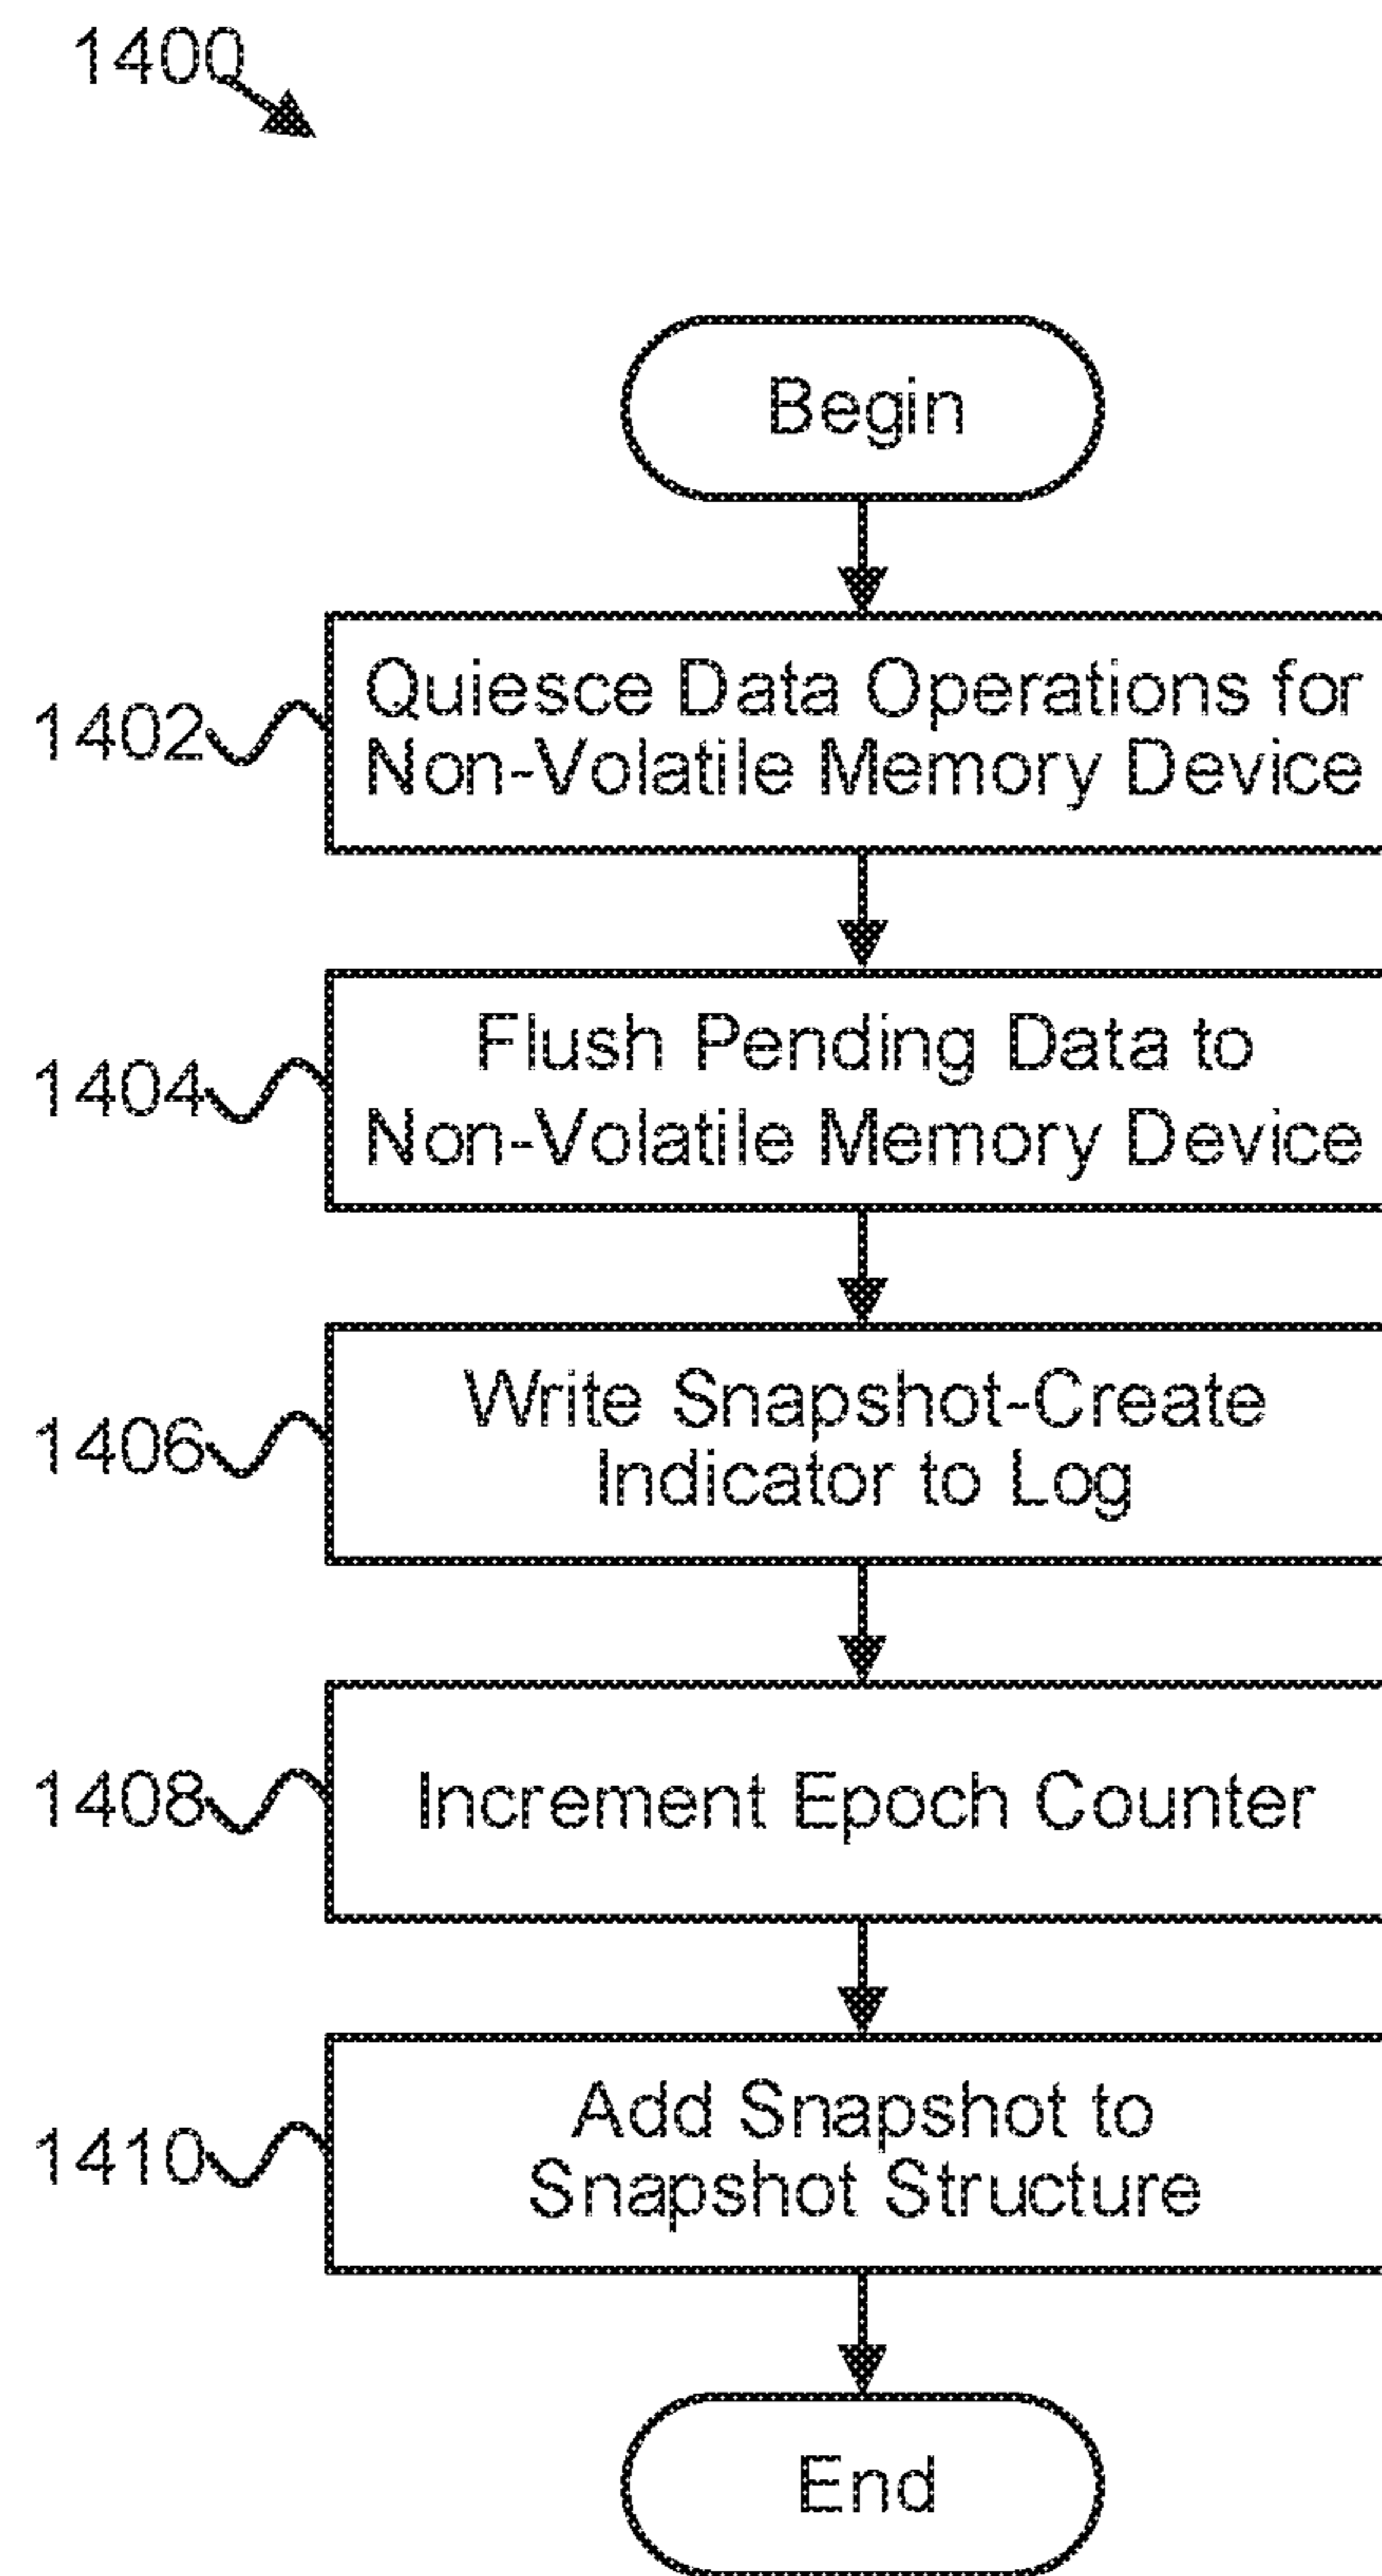 1400
Begin
1402
Quiesce Data Operations for
Non-Volatile Memory Device
1404
Flush Pending Data to
Non-Volatile Memory Device
1406
Write Snapshot-Create
Indicator to Log
1408
Increment Epoch Counter
1410
Add Snapshot to
Snapshot Structure
End